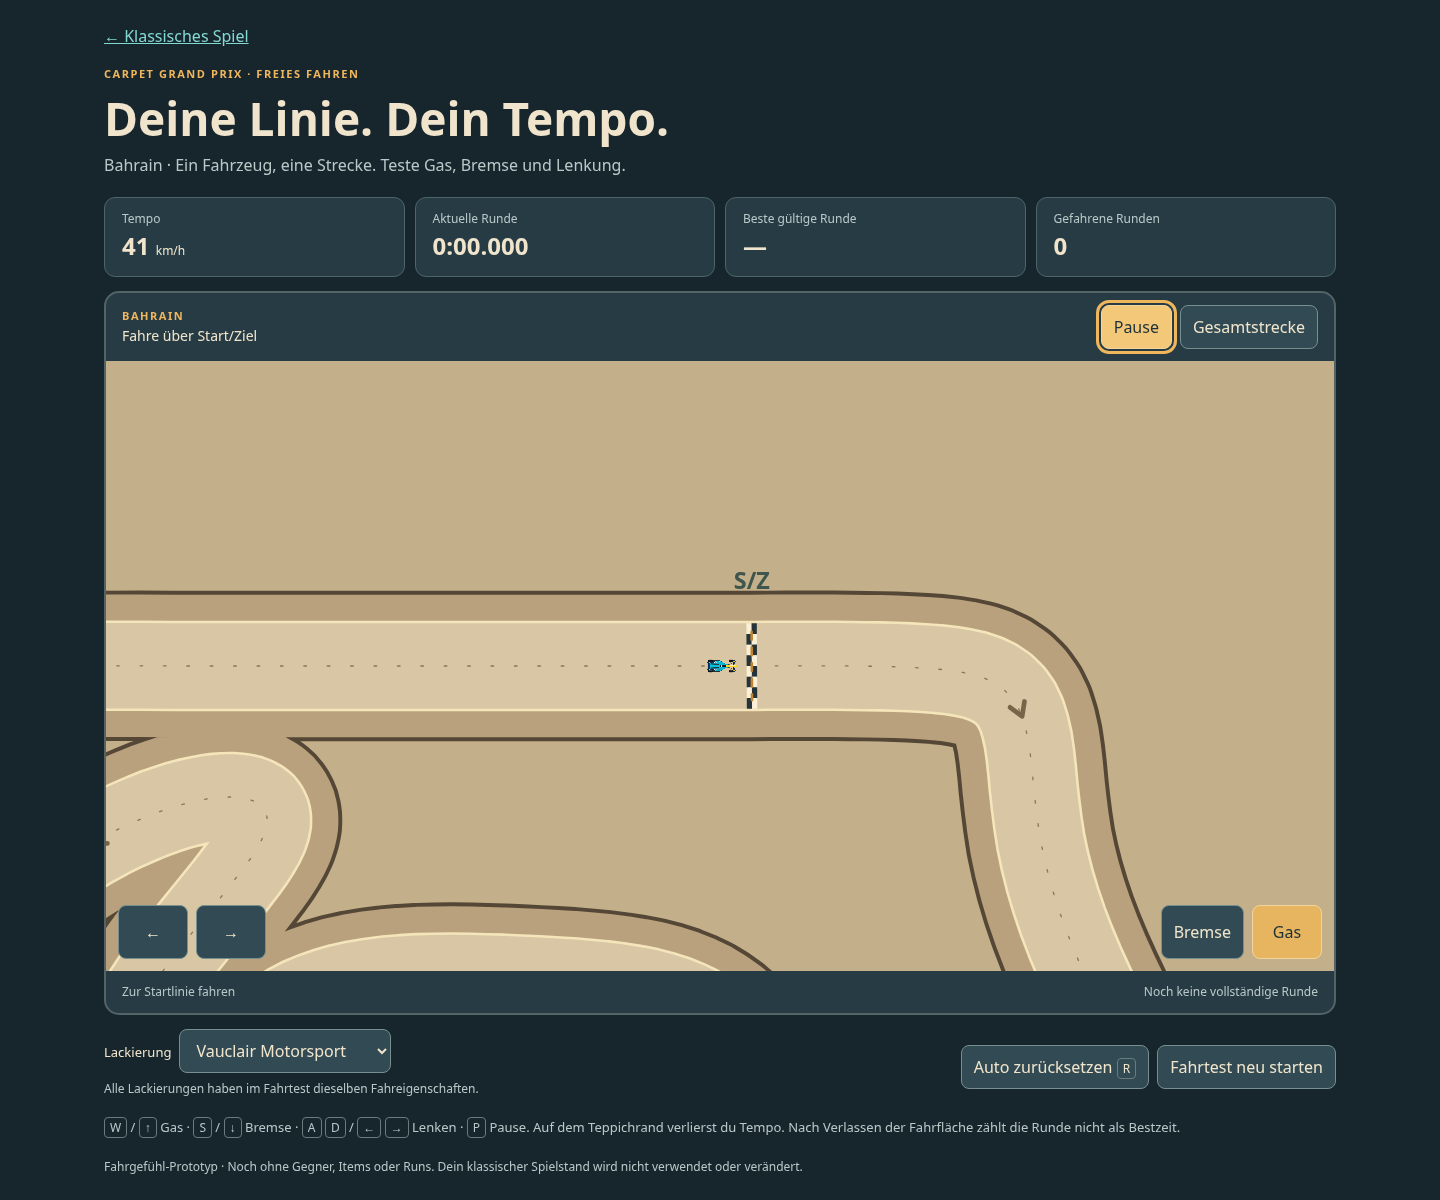 ← Klassisches Spiel
CARPET GRAND PRIX · FREIES FAHREN
Deine Linie. Dein Tempo.
Bahrain · Ein Fahrzeug, eine Strecke. Teste Gas, Bremse und Lenkung.
Tempo
41 km/h
Aktuelle Runde
0:00.000
Beste gültige Runde
—
Gefahrene Runden
0
BAHRAIN
Fahre über Start/Ziel
Pause
Gesamtstrecke
S/Z
←
→
Bremse
Gas
Zur Startlinie fahren
Noch keine vollständige Runde
Lackierung
Vauclair Motorsport
Auto zurücksetzen R
Fahrtest neu starten
Alle Lackierungen haben im Fahrtest dieselben Fahreigenschaften.
W / ↑ Gas · S / ↓ Bremse · A D / ← → Lenken · P Pause. Auf dem Teppichrand verlierst du Tempo. Nach Verlassen der Fahrfläche zählt die Runde nicht als Bestzeit.
Fahrgefühl-Prototyp · Noch ohne Gegner, Items oder Runs. Dein klassischer Spielstand wird nicht verwendet oder verändert.